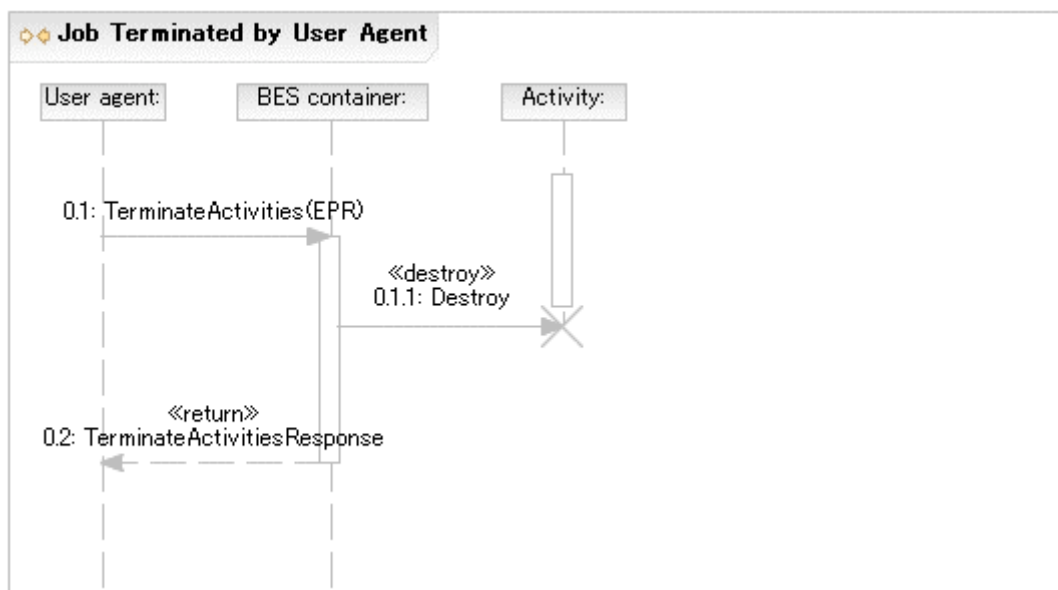 Job Terminated by User Agent
User agent:
BES container:
Activity:
0.1: TerminateActivities(EPR)
≪destroy≫
0.1.1: Destroy
≪return≫
0.2: TerminateActivitiesResponse